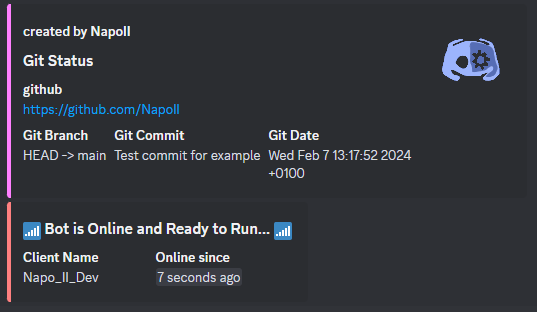 created by Napoll
Git Status
github
https://github.com/Napoll
Git Branch Git Commit Git Date
HEAD -> main Test commit for example Wed Feb 7 13:17:52 2024
+0100
Bot is Online and Ready to Run...
Client Name Online since
Napo_II_Dev 7 seconds ago